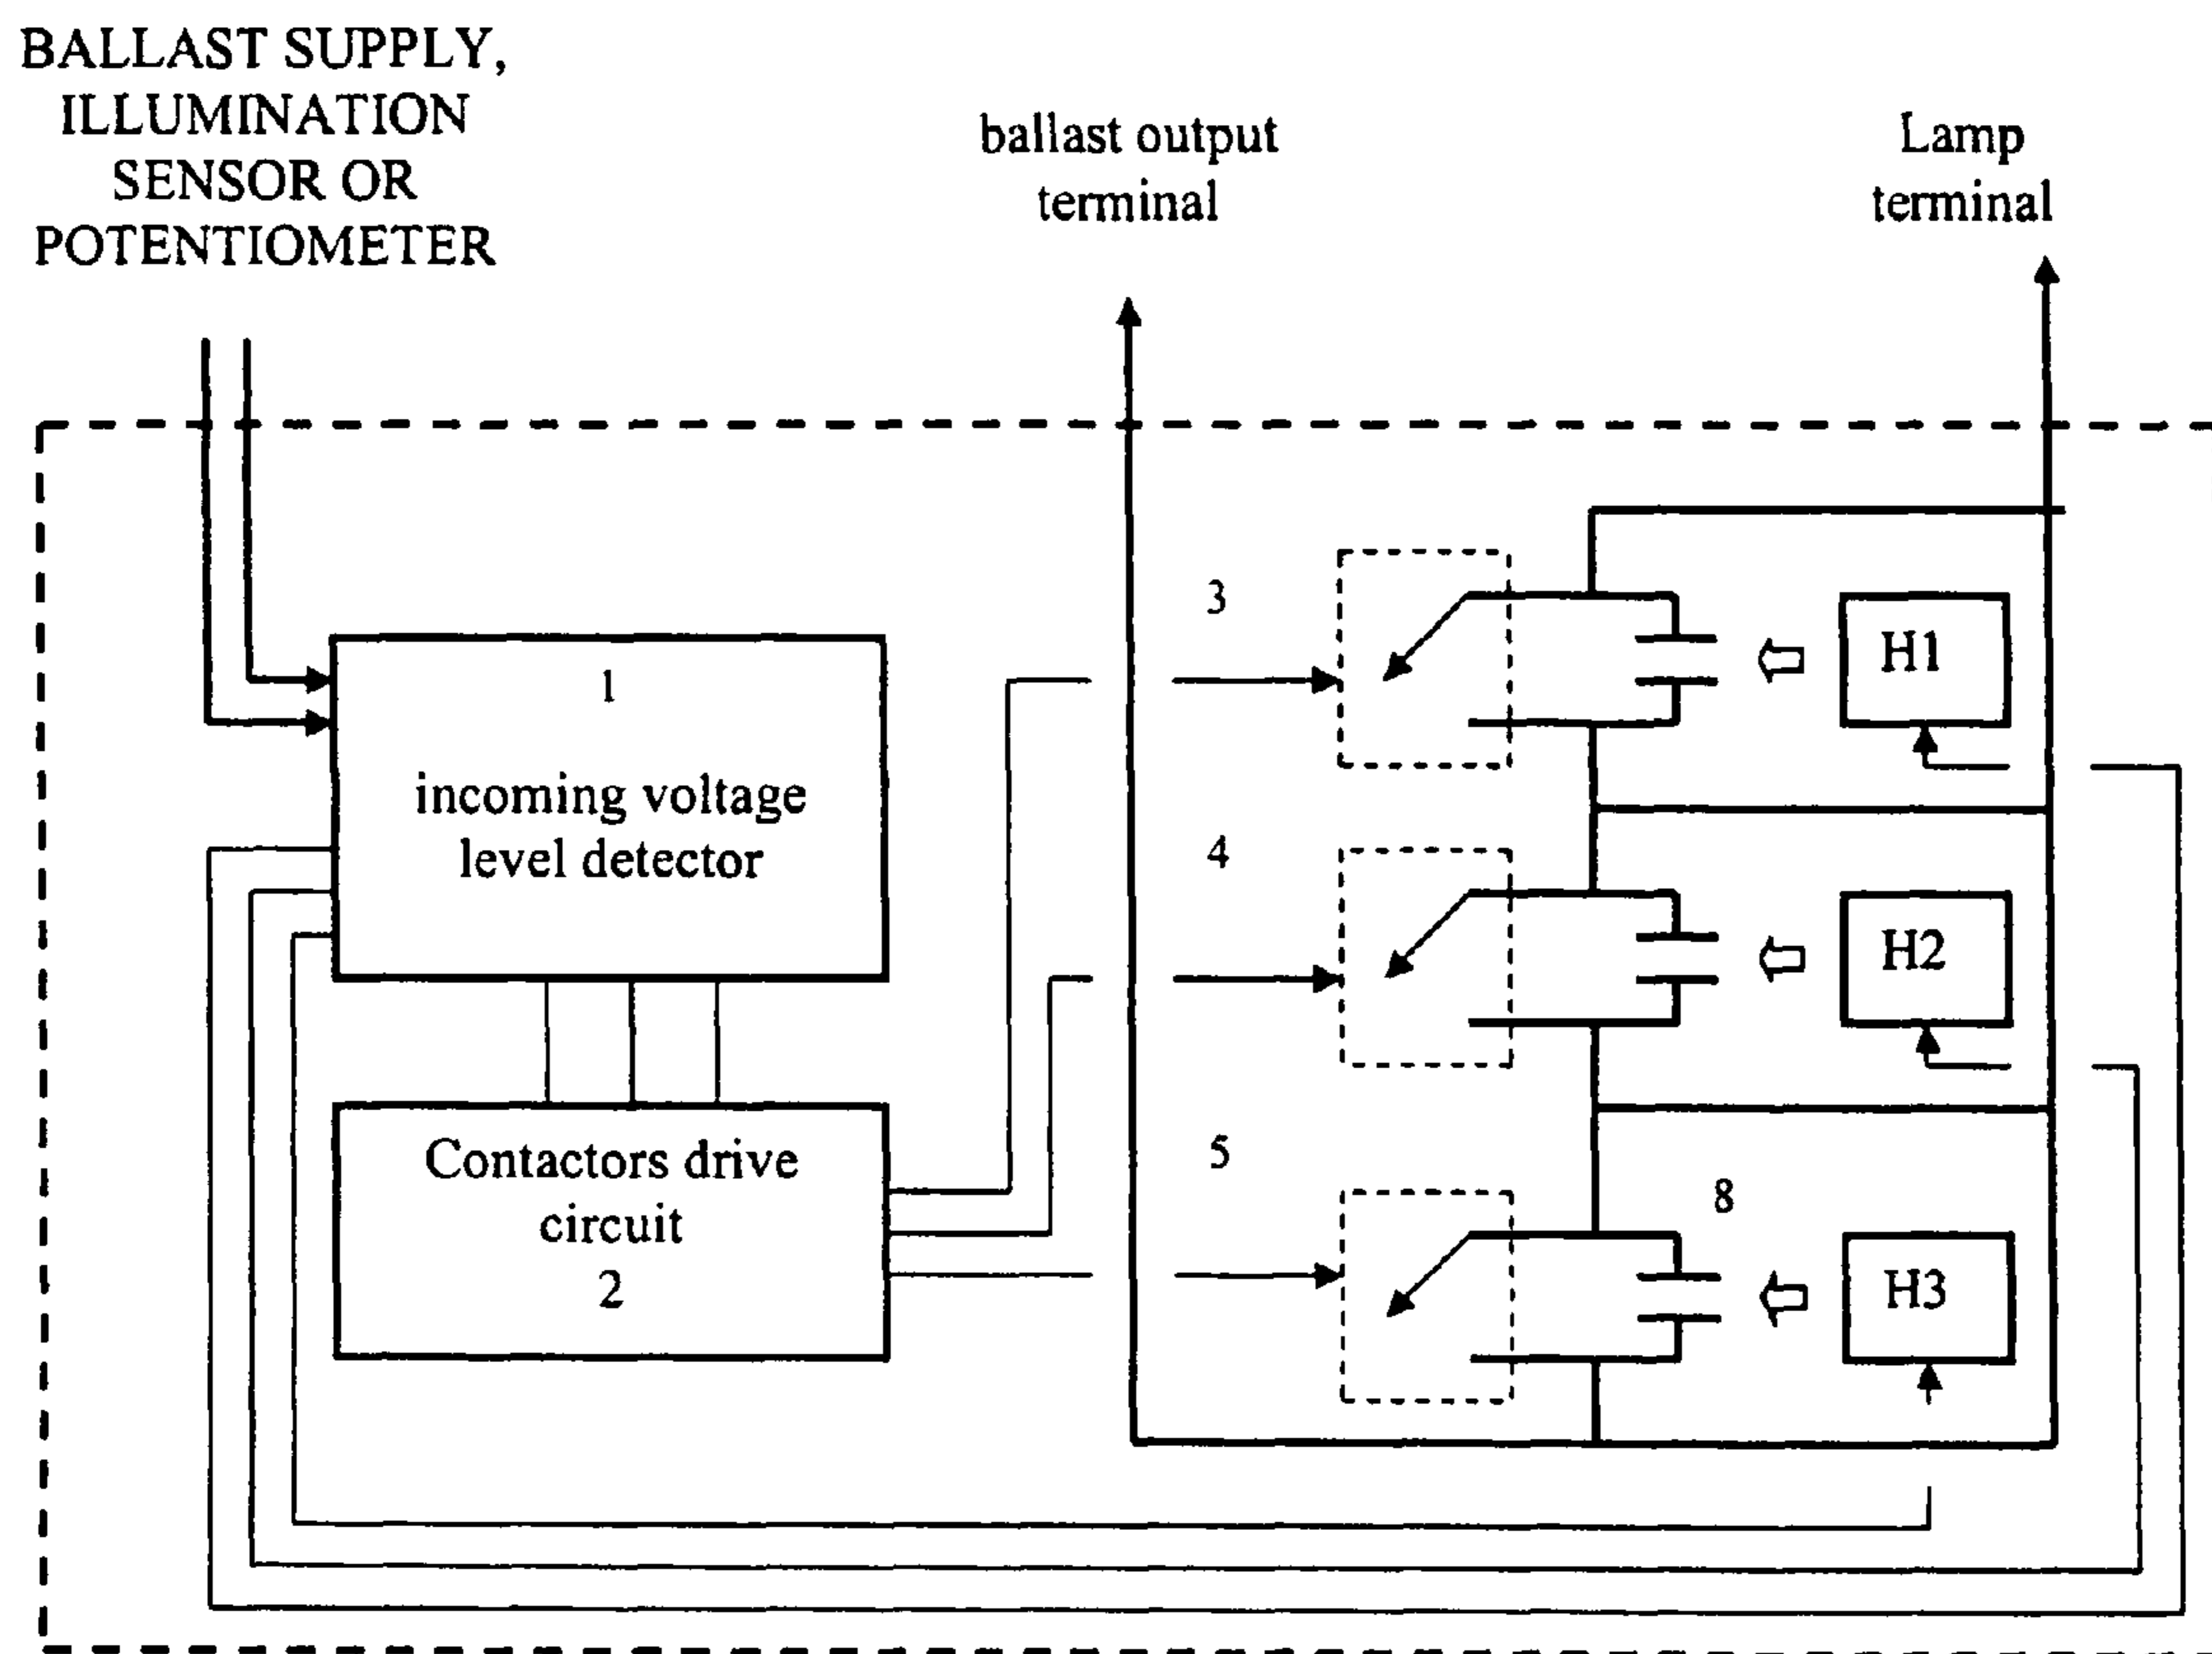 BALLAST SUPPLY,
ILLUMINATION
SENSOR OR
POTENTIOMETER
ballast output
terminal
Lamp
terminal
1
incoming voltage
level detector
Contactors drive
circuit
2
3
H1
4
H2
5
8
H3